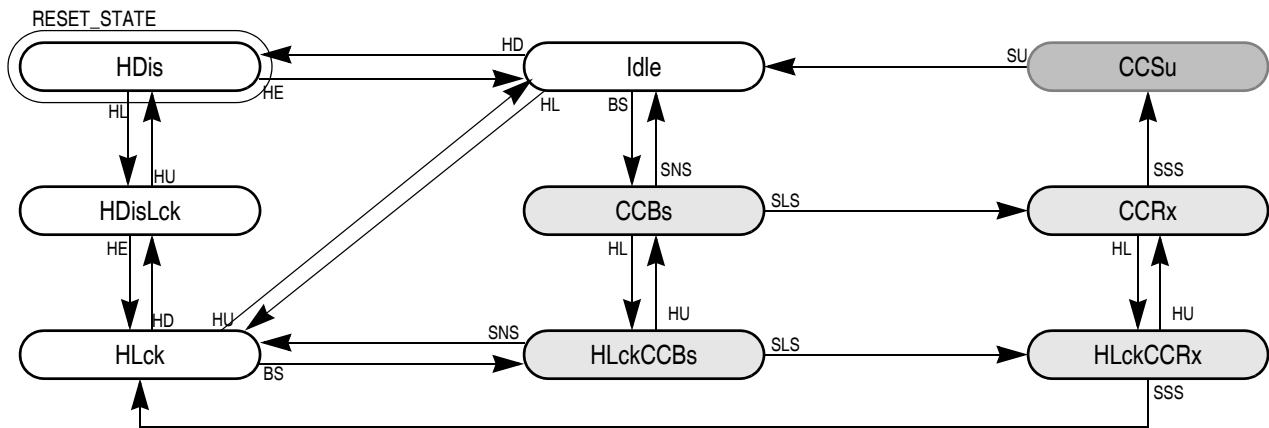 RESET_STATE
HDis
HD
Idle
SU
CCSu
HE
HL
HL
BS
HU
SNS
SSS
HDisLck
CCBs
SLS
CCRx
HE
HL
HL
HD
HU
HU
HU
HLck
SNS
HLckCCBs
SLS
HLckCCRx
BS
SSS